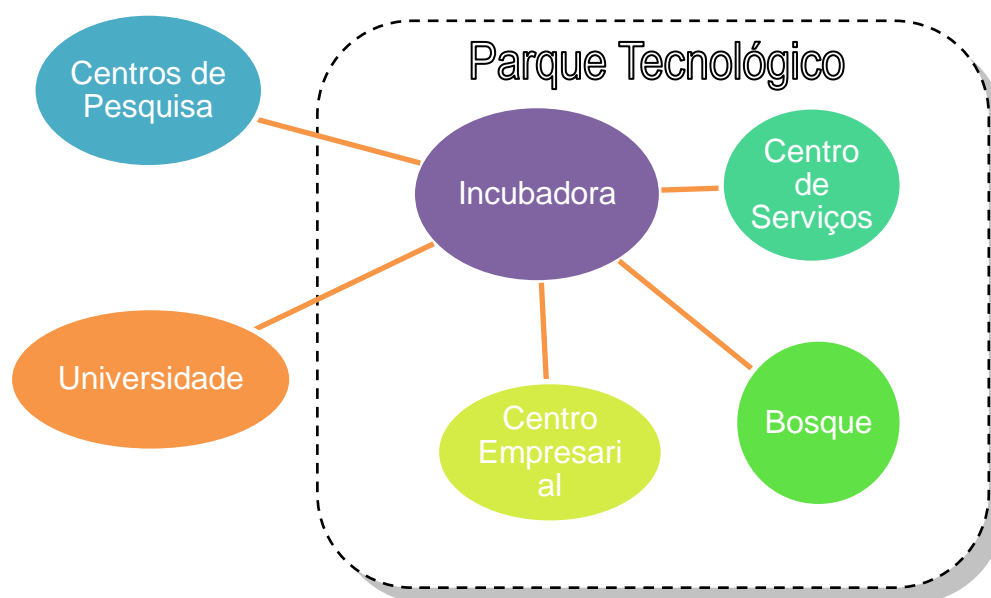 Parque Tecnológico
Centros de
Pesquisa
Incubadora
Centro
de
Serviços
Universidade
Centro
Empresari
al
Bosque